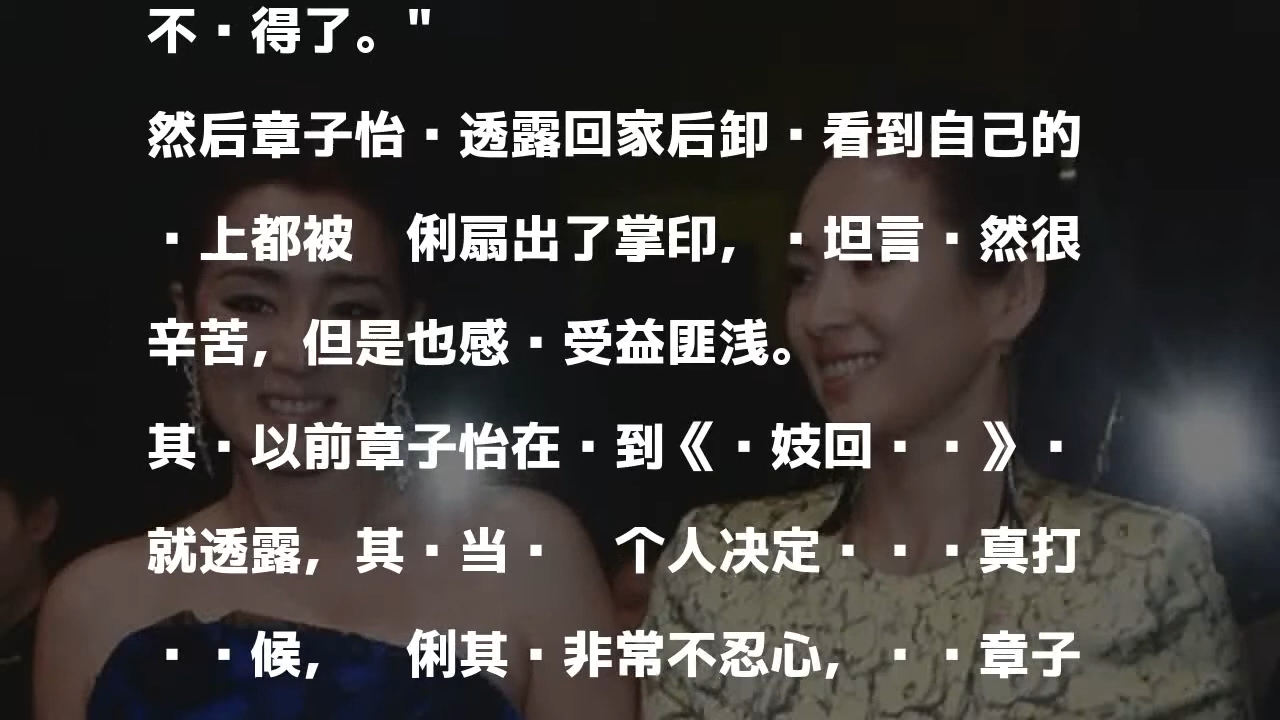 不·得了。"
然后章子怡·透露回家后卸·看到自己的
·上都被　俐扇出了掌印，·坦言·然很
辛苦，但是也感·受益匪浅。
其·以前章子怡在·到《·妓回··》·
就透露，其·当·　个人决定···真打
··候，　俐其·非常不忍心，··章子